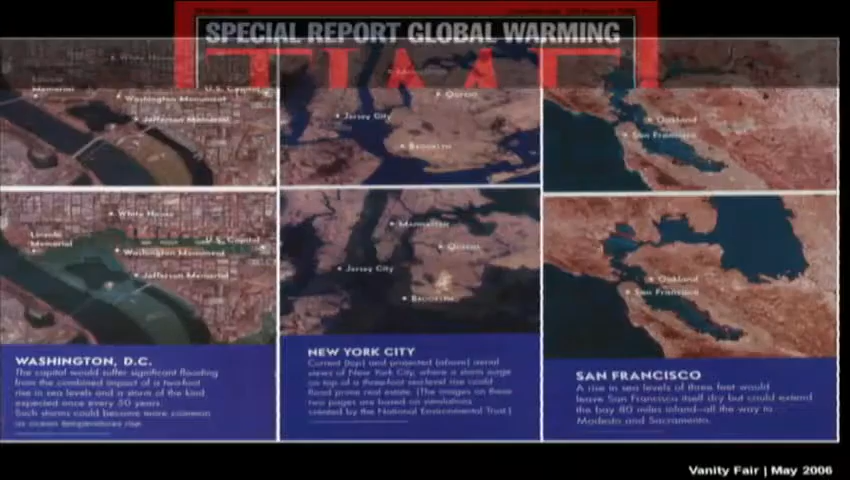 SPECIAL REPORT GLOBAL WARMING
TIME
White House
Lincoln
Memorial
U.S. Capitol
Washington Monument
Jefferson Memorial
Manhattan
Queens
Jersey City
Brooklyn
Oakland
San Francisco
White House
Lincoln
Memorial
U.S. Capitol
Washington Monument
Jefferson Memorial
Manhattan
Queens
Jersey City
Brooklyn
Oakland
San Francisco
WASHINGTON, D.C.
The capital would suffer significant flooding
from the combined impact of a two-foot
rise in sea levels and a storm of the kind
expected once every 50 years.
Such storms could become more common
as ocean temperatures rise.
NEW YORK CITY
Current (top) and projected (above) aerial
views of New York City, where a storm surge
on top of a three-foot sea-level rise could
flood prime real estate. (The images on these
two pages are based on simulations
created by the National Environmental Trust.)
SAN FRANCISCO
A rise in sea levels of three feet would
leave San Francisco itself dry but could extend
the bay 80 miles inland—all the way to
Modesto and Sacramento.
Vanity Fair | May 2006